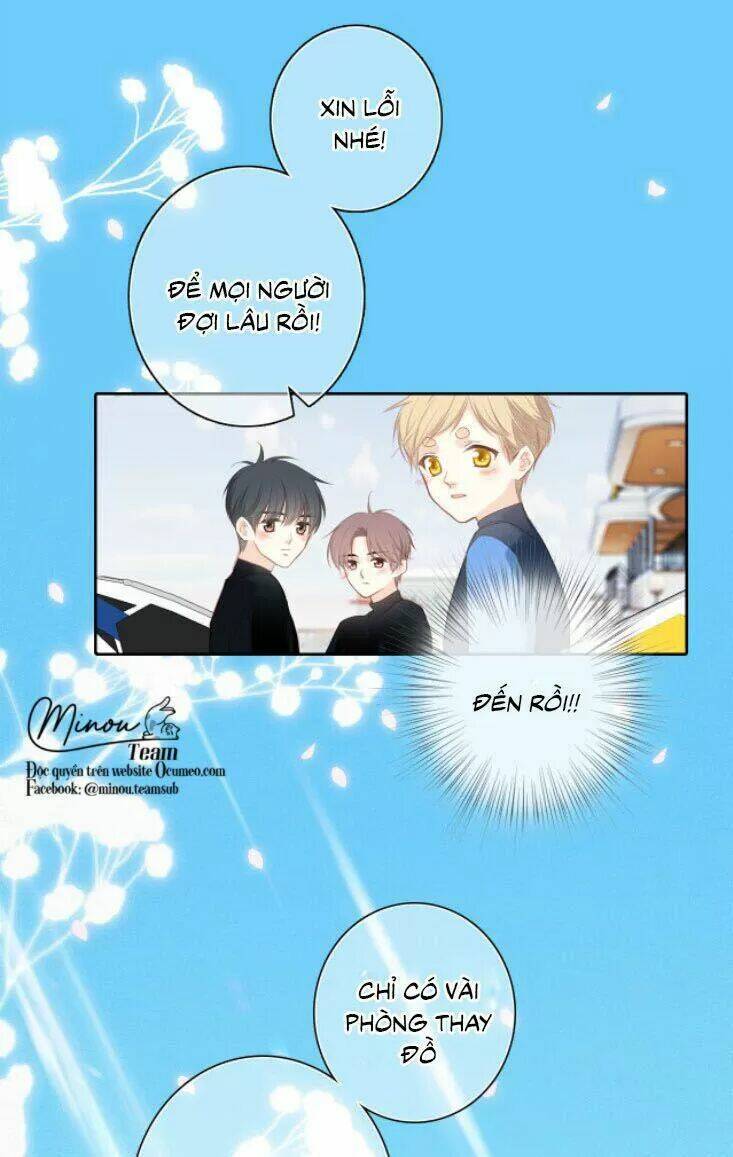 XIN LỖI
NHÉ!
ĐỂ MỌI NGƯỜI
ĐỢI LÂU RỒI!
ĐẾN RỒI!!
Minou
Team
Độc quyền trên website Ocumeo.com
Facebook: @minou.teamsub
CHỈ CÓ VÀI
PHÒNG THAY
ĐỒ